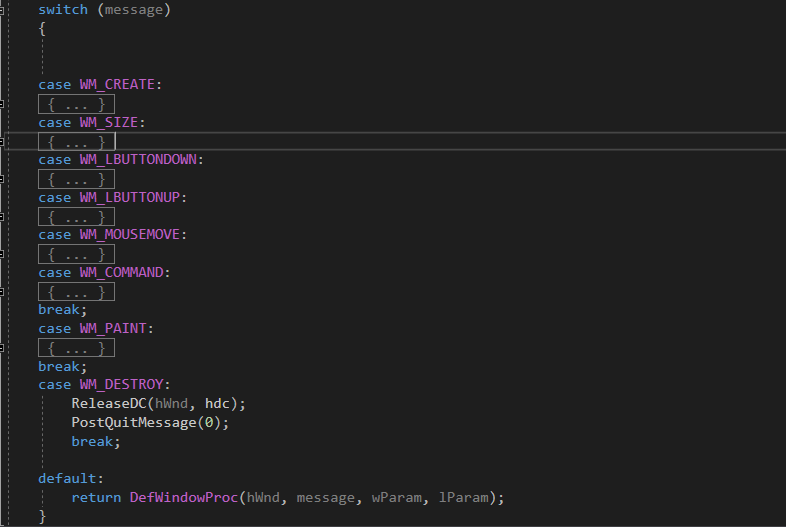 switch (message)
{
case WM_CREATE:
{ ... }
case WM_SIZE:
{ ... }
case WM_LBUTTONDOWN:
{ ... }
case WM_LBUTTONUP:
{ ... }
case WM_MOUSEMOVE:
{ ... }
case WM_COMMAND:
{ ... }
break;
case WM_PAINT:
{ ... }
break;
case WM_DESTROY:
ReleaseDC(hWnd, hdc);
PostQuitMessage(0);
break;
default:
return DefWindowProc(hWnd, message, wParam, lParam);
}